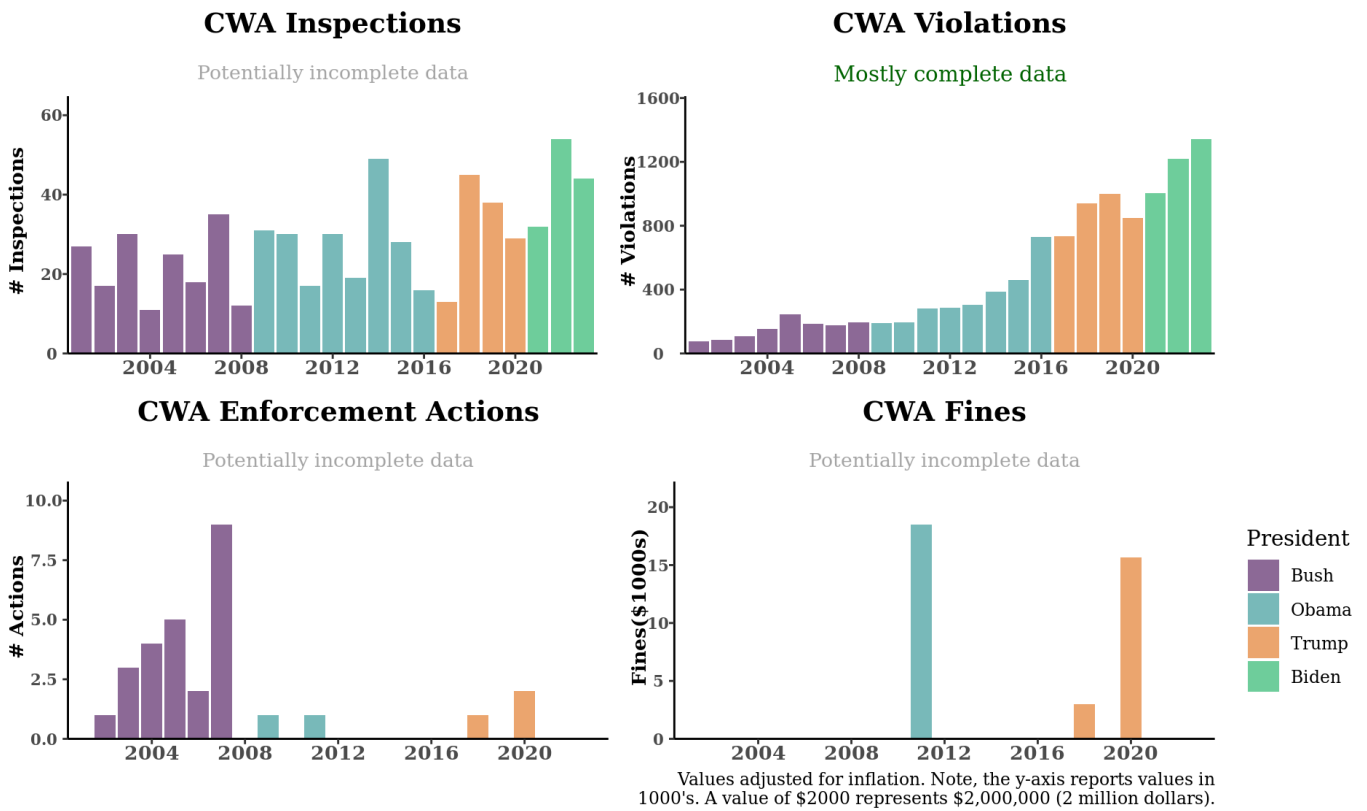 CWA Inspections
Potentially incomplete data
# Inspections
60
40
20
0
2004 2008 2012 2016 2020
CWA Violations
Mostly complete data
# Violations
1600
1200
800
400
0
2004 2008 2012 2016 2020
CWA Enforcement Actions
Potentially incomplete data
# Actions
10.0
7.5
5.0
2.5
0.0
2004 2008 2012 2016 2020
CWA Fines
Potentially incomplete data
Fines($1000s)
20
15
10
5
0
2004 2008 2012 2016 2020
President
Bush
Obama
Trump
Biden
Values adjusted for inflation. Note, the y-axis reports values in
1000's. A value of $2000 represents $2,000,000 (2 million dollars).